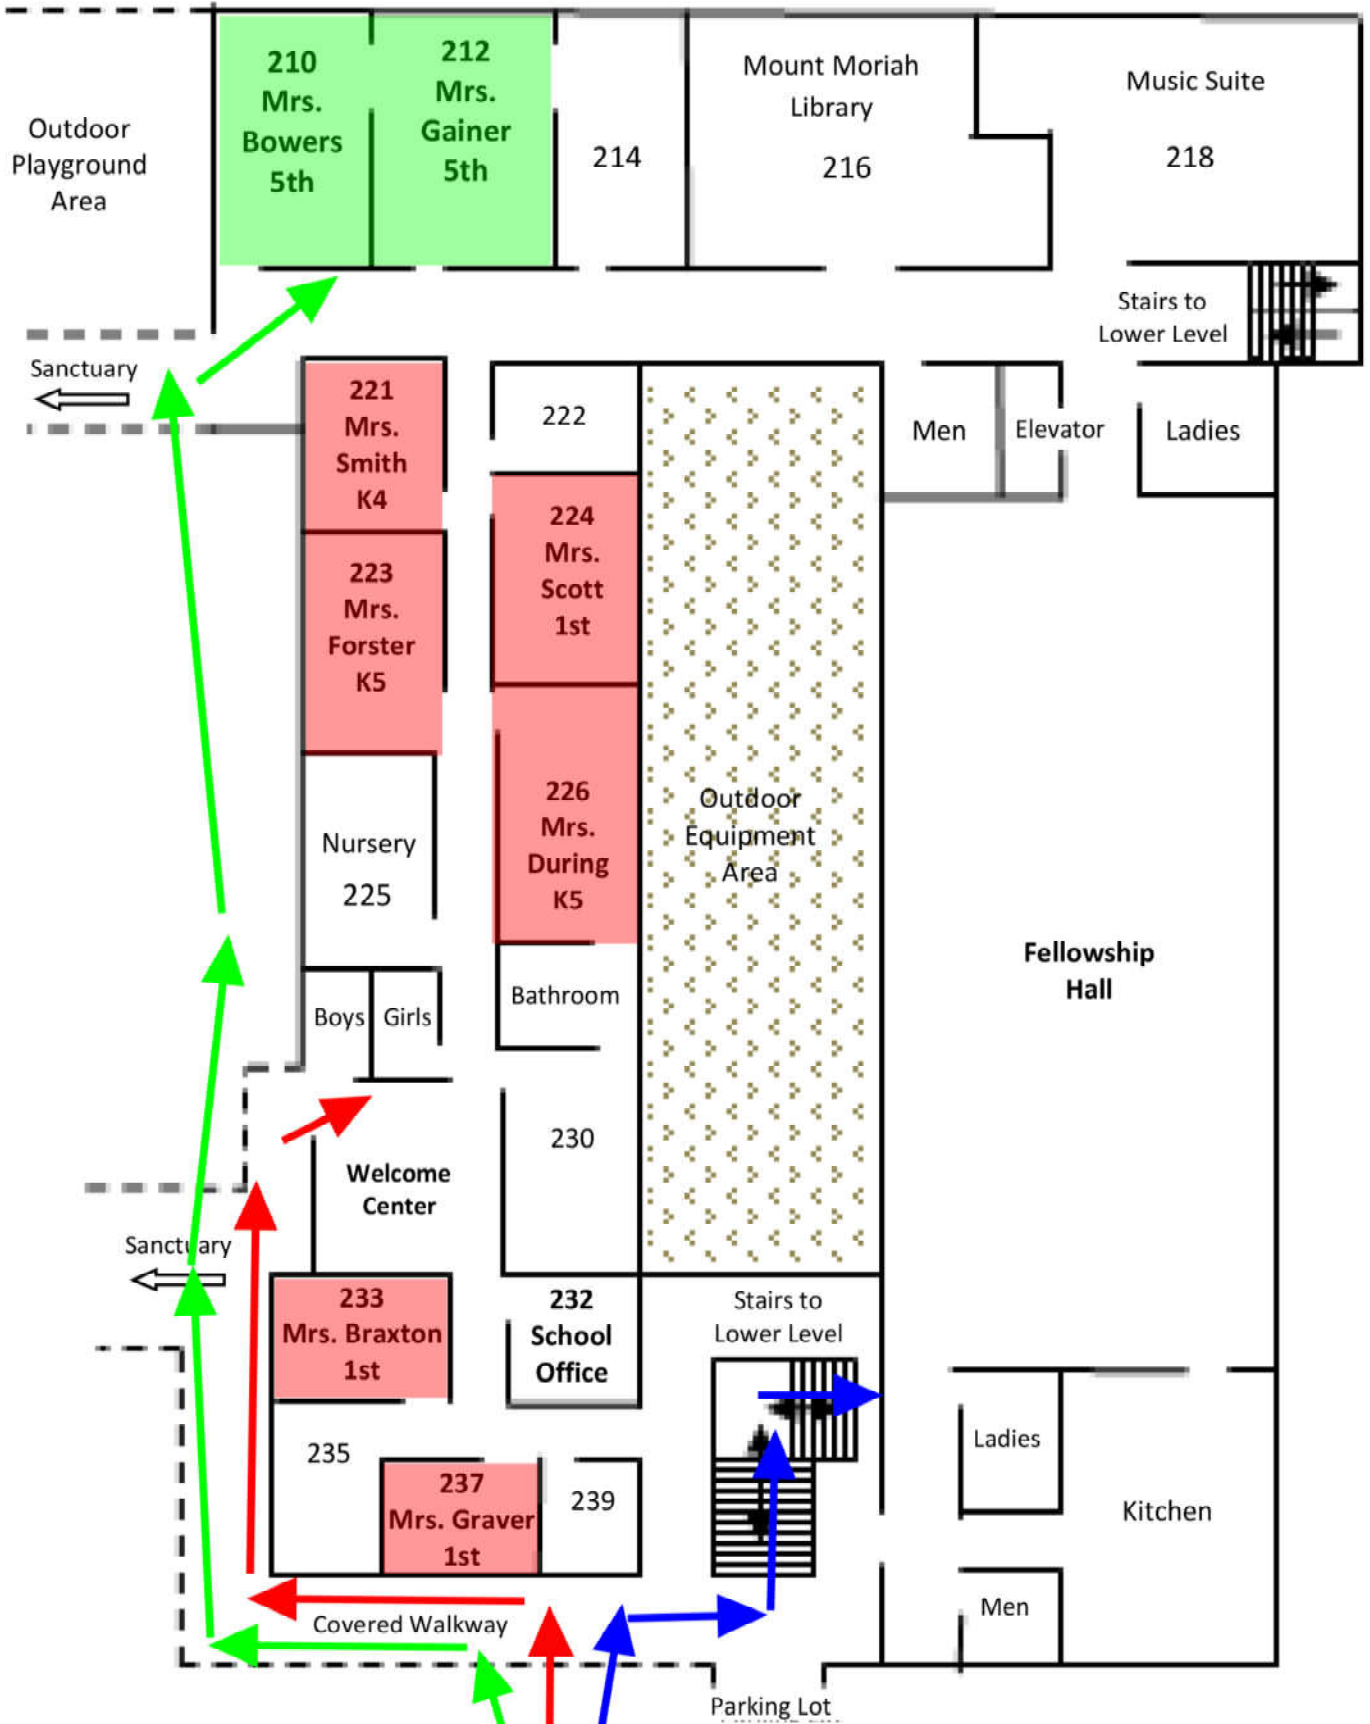 Outdoor
Playground
Area
210
Mrs.
Bowers
5th
212
Mrs.
Gainer
5th
214
Mount Moriah
Library
216
Music Suite
218
Stairs to
Lower Level
Sanctuary
221
Mrs.
Smith
K4
222
Men
Elevator
Ladies
223
Mrs.
Forster
K5
224
Mrs.
Scott
1st
226
Mrs.
During
K5
Outdoor
Equipment
Area
Nursery
225
Fellowship
Hall
Boys
Girls
Bathroom
230
Welcome
Center
Sanctuary
233
Mrs. Braxton
1st
232
School
Office
Stairs to
Lower Level
235
237
Mrs. Graver
1st
239
Ladies
Kitchen
Men
Covered Walkway
Parking Lot